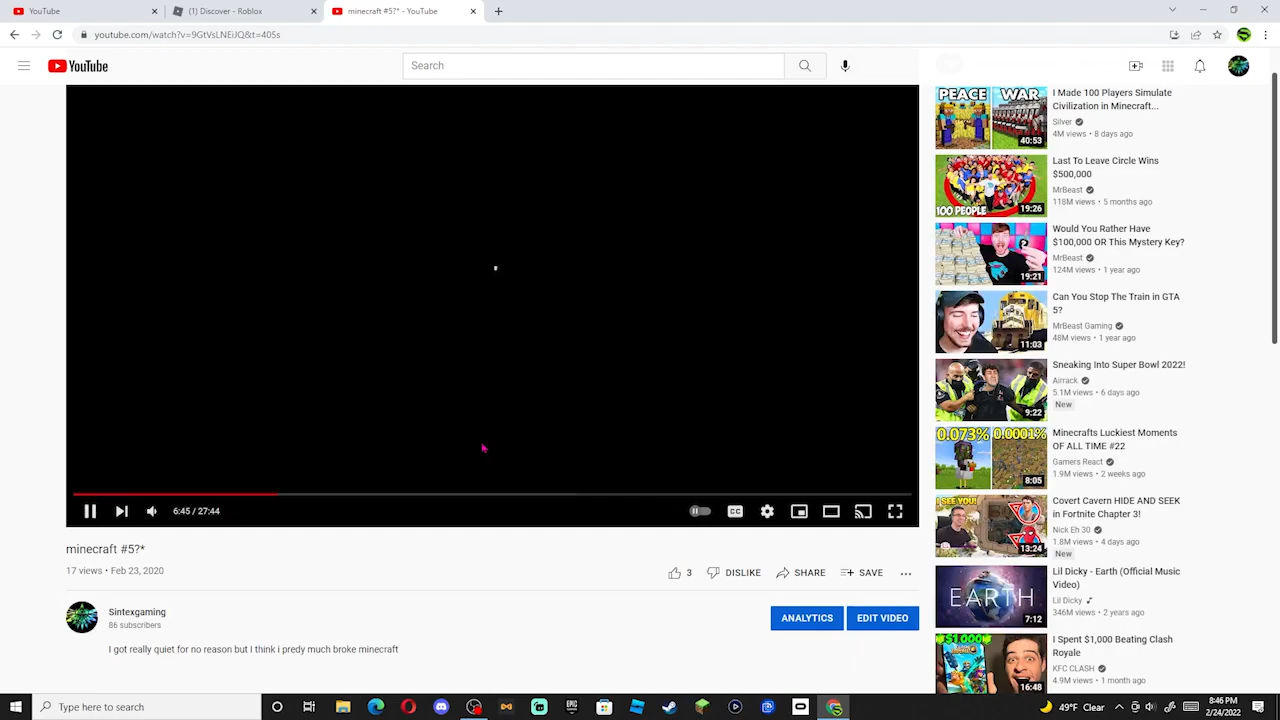 YouTube
(1) Discover - Roblox
minecraft #5?* - YouTube
youtube.com/watch?v=9GtVsLNEiJQ&t=405s
YouTube
Search
6:45 / 27:44
CC
minecraft #5?*
17 views • Feb 23, 2020
3
DISLIKE
SHARE
SAVE
Sintexgaming
86 subscribers
ANALYTICS
EDIT VIDEO
I got really quiet for no reason but I think i predy much broke minecraft
PEACE WAR
40:53
I Made 100 Players Simulate
Civilization in Minecraft...
Silver
4M views • 8 days ago
100 PEOPLE
19:26
Last To Leave Circle Wins
$500,000
MrBeast
118M views • 5 months ago
?
19:21
Would You Rather Have
$100,000 OR This Mystery Key?
MrBeast
124M views • 1 year ago
11:03
Can You Stop The Train in GTA
5?
MrBeast Gaming
48M views • 1 year ago
9:22
Sneaking Into Super Bowl 2022!
Airrack
5.1M views • 6 days ago
New
0.073% 0.0001%
8:05
Minecrafts Luckiest Moments
OF ALL TIME #22
Gamers React
1.9M views • 2 weeks ago
I SEE YOU!
13:24
Covert Cavern HIDE AND SEEK
in Fortnite Chapter 3!
Nick Eh 30
1.8M views • 4 days ago
New
EARTH
7:12
Lil Dicky - Earth (Official Music
Video)
Lil Dicky
346M views • 2 years ago
$1,000
16:48
I Spent $1,000 Beating Clash
Royale
KFC CLASH
4.9M views • 1 month ago
Type here to search
EPIC
49°F Clear
8:46 PM
2/24/2022